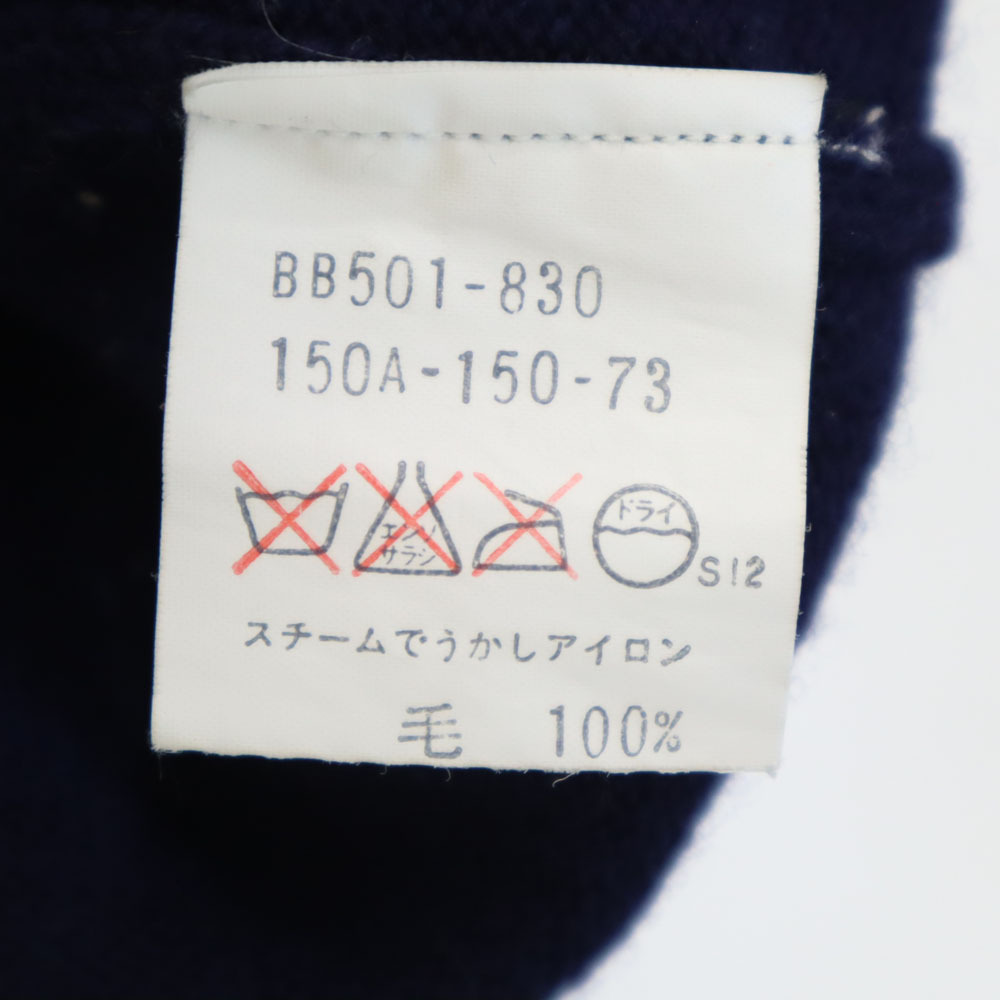 BB501-830
150A-150-73
エンソサラシ ドライ S12
スチームでうかしアイロン
毛 100%